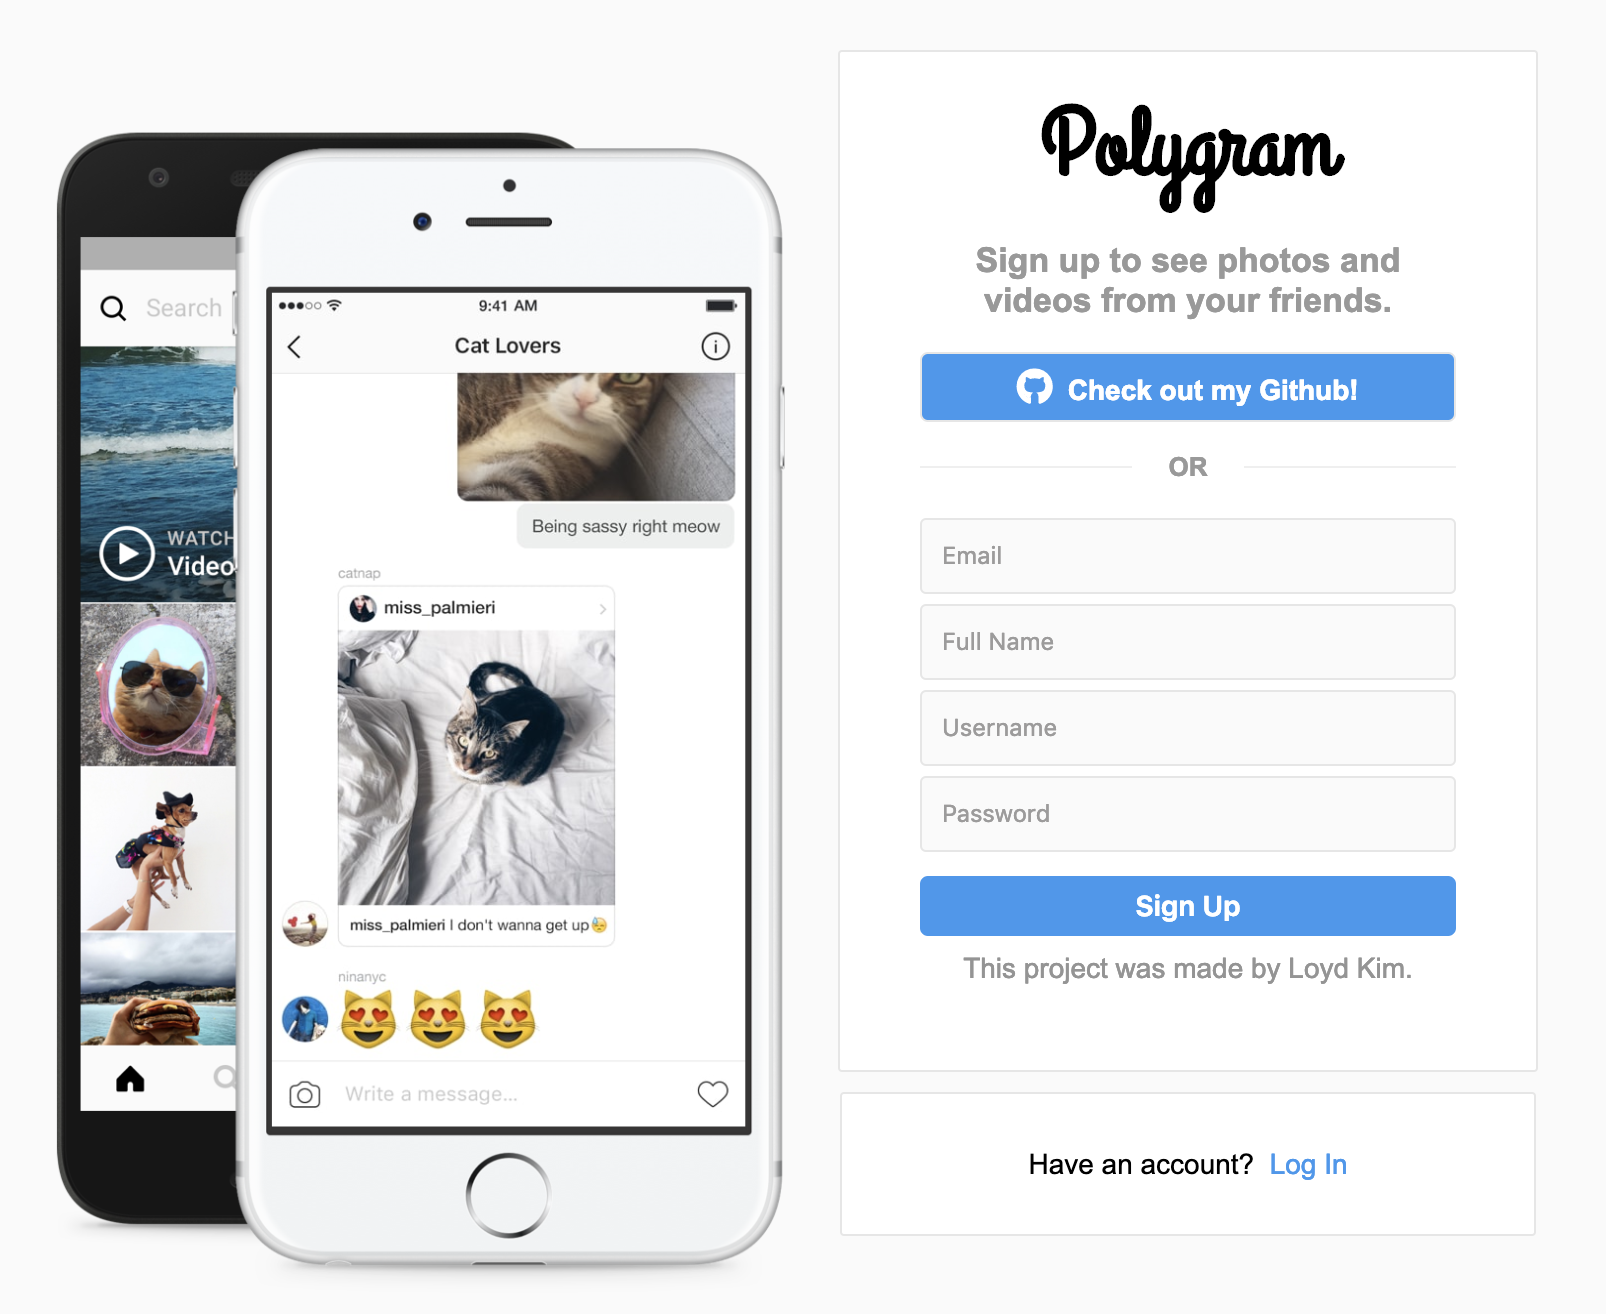 Search
WATCH
Video
9:41 AM
Cat Lovers
Being sassy right meow
catnap
miss_palmieri
miss_palmieri I don't wanna get up
ninanyc
Write a message...
Polygram
Sign up to see photos and
videos from your friends.
Check out my Github!
OR
Email
Full Name
Username
Password
Sign Up
This project was made by Loyd Kim.
Have an account? Log In